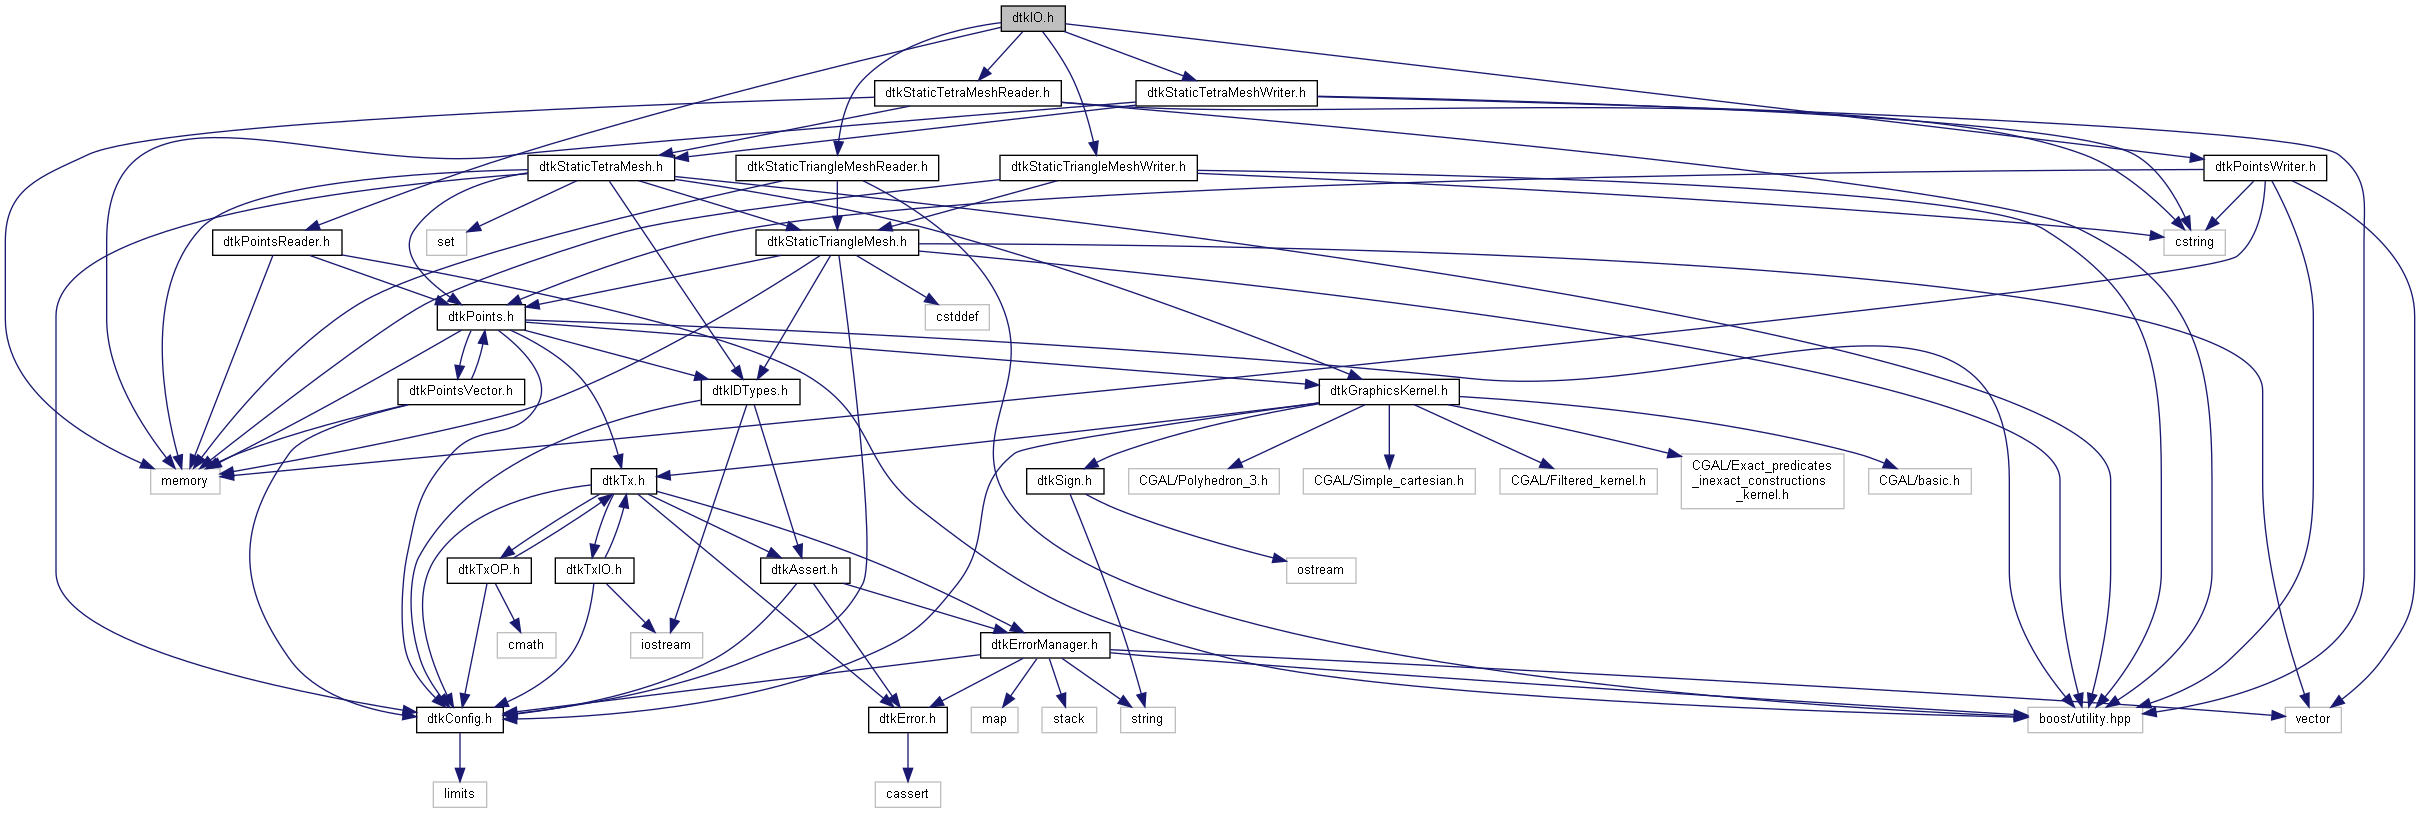 dtkIO.h
dtkStaticTetraMeshReader.h
dtkStaticTetraMeshWriter.h
dtkStaticTetraMesh.h
dtkStaticTriangleMeshReader.h
dtkStaticTriangleMeshWriter.h
dtkPointsWriter.h
dtkPointsReader.h
set
dtkStaticTriangleMesh.h
cstring
dtkPoints.h
cstddef
dtkPointsVector.h
dtkIDTypes.h
dtkGraphicsKernel.h
memory
dtkTx.h
dtkSign.h
CGAL/Polyhedron_3.h
CGAL/Simple_cartesian.h
CGAL/Filtered_kernel.h
CGAL/Exact_predicates
_inexact_constructions
_kernel.h
CGAL/basic.h
dtkTxOP.h
dtkTxIO.h
dtkAssert.h
ostream
cmath
iostream
dtkErrorManager.h
dtkConfig.h
dtkError.h
map
stack
string
boost/utility.hpp
vector
limits
cassert